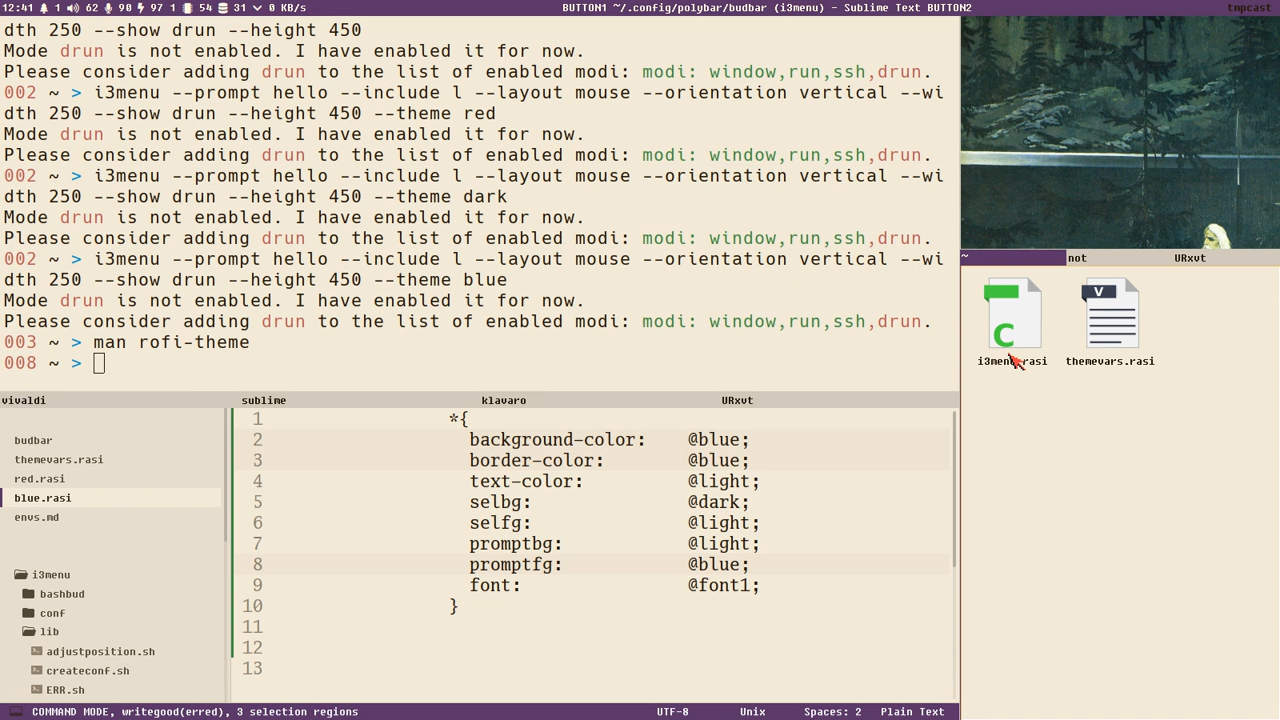 12:41 1 62 90 97 1 54 31 0 KB/s BUTTON1 ~/.config/polybar/budbar (i3menu) - Sublime Text BUTTON2 tmpcast
dth 250 --show drun --height 450
Mode drun is not enabled. I have enabled it for now.
Please consider adding drun to the list of enabled modi: modi: window,run,ssh,drun.
002 ~ > i3menu --prompt hello --include l --layout mouse --orientation vertical --wi
dth 250 --show drun --height 450 --theme red
Mode drun is not enabled. I have enabled it for now.
Please consider adding drun to the list of enabled modi: modi: window,run,ssh,drun.
002 ~ > i3menu --prompt hello --include l --layout mouse --orientation vertical --wi
dth 250 --show drun --height 450 --theme dark
Mode drun is not enabled. I have enabled it for now.
Please consider adding drun to the list of enabled modi: modi: window,run,ssh,drun.
002 ~ > i3menu --prompt hello --include l --layout mouse --orientation vertical --wi
dth 250 --show drun --height 450 --theme blue
Mode drun is not enabled. I have enabled it for now.
Please consider adding drun to the list of enabled modi: modi: window,run,ssh,drun.
003 ~ > man rofi-theme
008 ~ >
~ not URxvt
C
V
i3menu.rasi themevars.rasi
vivaldi sublime klavaro URxvt
budbar
themevars.rasi
red.rasi
blue.rasi
envs.md
i3menu
bashbud
conf
lib
adjustposition.sh
createconf.sh
ERR.sh
1 *{
2 background-color: @blue;
3 border-color: @blue;
4 text-color: @light;
5 selbg: @dark;
6 selfg: @light;
7 promptbg: @light;
8 promptfg: @blue;
9 font: @font1;
10 }
11
12
13
COMMAND MODE, writegood(erred), 3 selection regions UTF-8 Unix Spaces: 2 Plain Text